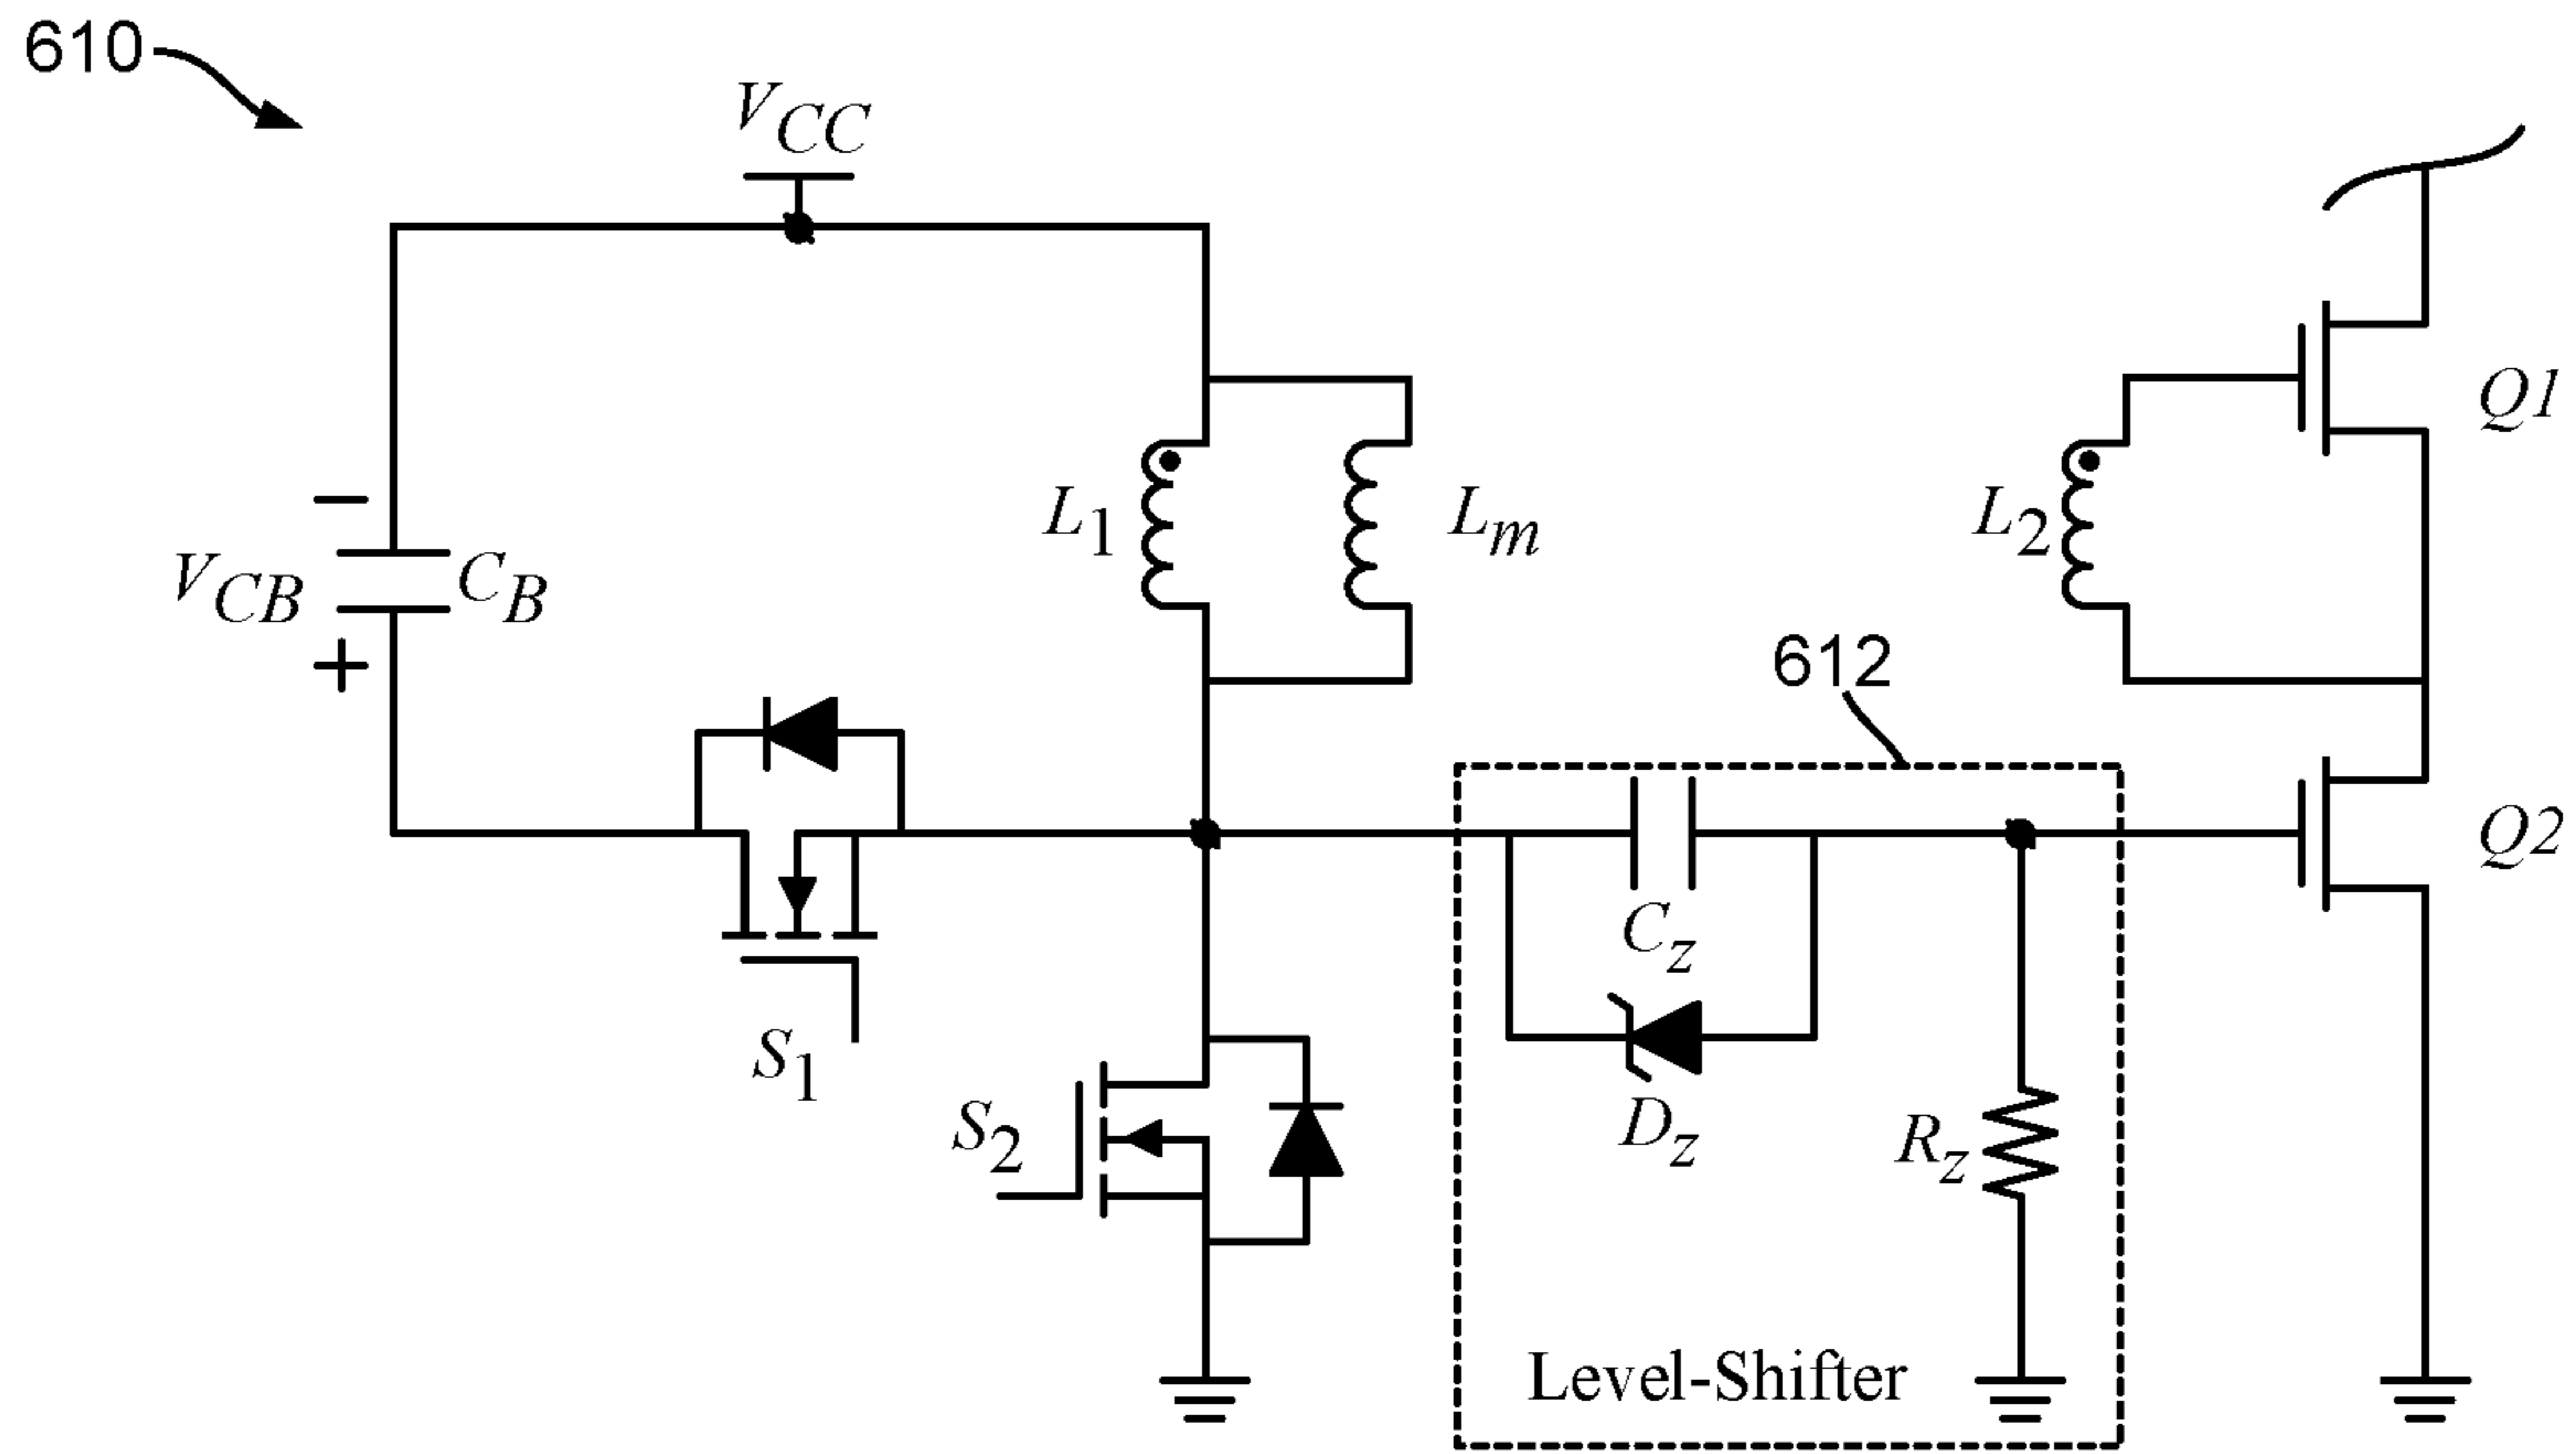 610
VCC
Q1
L1
Lm
L2
−
VCB
CB
+
612
Q2
Cz
S1
S2
Dz
Rz
Level-Shifter